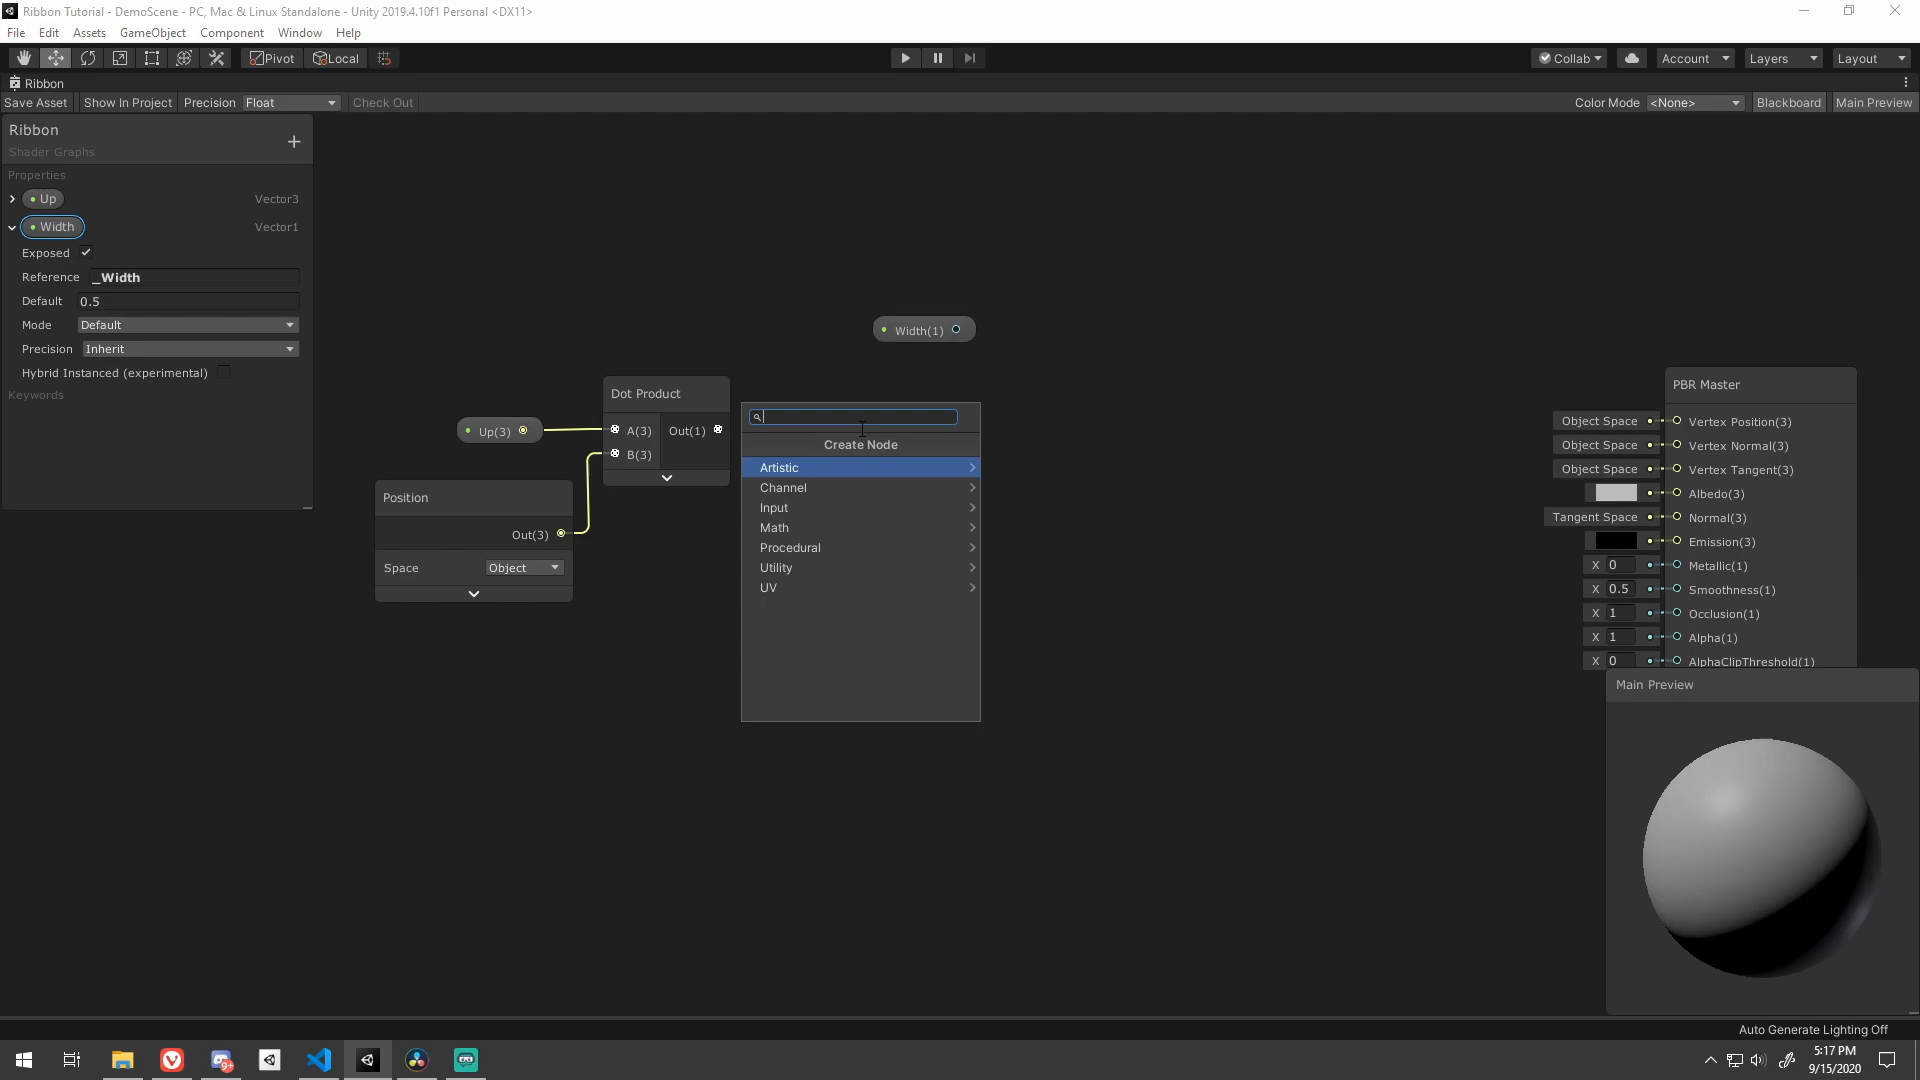 Ribbon Tutorial - DemoScene - PC, Mac & Linux Standalone - Unity 2019.4.10f1 Personal <DX11>
File Edit Assets GameObject Component Window Help
Pivot Local Collab Account Layers Layout
Ribbon
Save Asset Show In Project Precision Float Check Out Color Mode <None> Blackboard Main Preview
Ribbon
Shader Graphs
Properties
Up Vector3
Width Vector1
Exposed
Reference _Width
Default 0.5
Mode Default
Precision Inherit
Hybrid Instanced (experimental)
Keywords
Width(1)
Dot Product
Up(3)
A(3) Out(1)
B(3)
Position
Out(3)
Space Object
Create Node
Artistic
Channel
Input
Math
Procedural
Utility
UV
PBR Master
Object Space Vertex Position(3)
Object Space Vertex Normal(3)
Object Space Vertex Tangent(3)
Albedo(3)
Tangent Space Normal(3)
Emission(3)
X 0 Metallic(1)
X 0.5 Smoothness(1)
X 1 Occlusion(1)
X 1 Alpha(1)
X 0 AlphaClipThreshold(1)
Main Preview
Auto Generate Lighting Off
9+
5:17 PM
9/15/2020